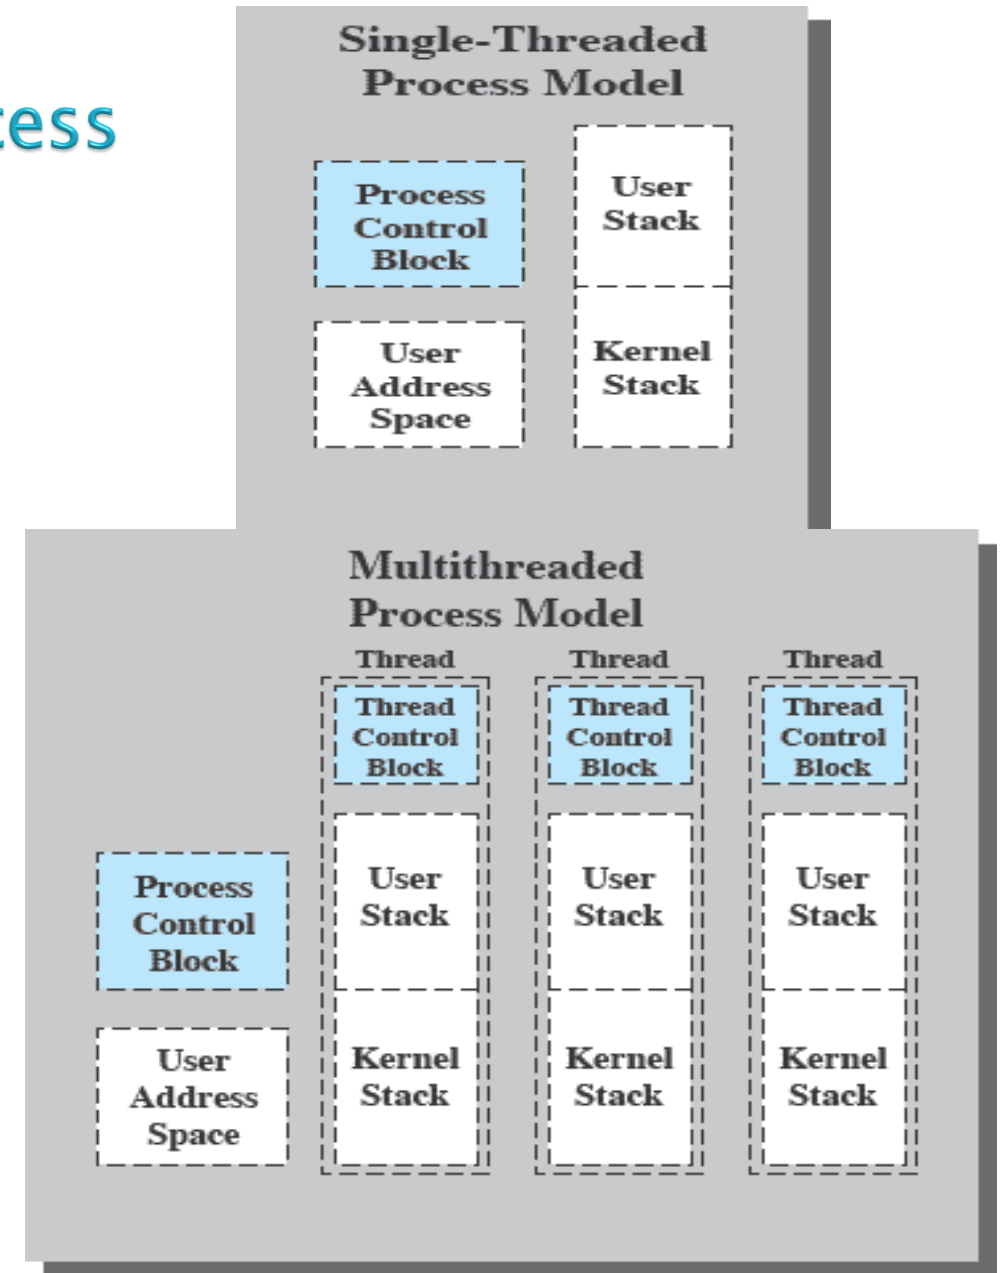 Single-Threaded
Process Model
Process
Control
Block
User
Stack
User
Address
Space
Kernel
Stack
Multithreaded
Process Model
Thread
Thread
Thread
Thread
Control
Block
Thread
Control
Block
Thread
Control
Block
Process
Control
Block
User
Address
Space
User
Stack
User
Stack
User
Stack
Kernel
Stack
Kernel
Stack
Kernel
Stack